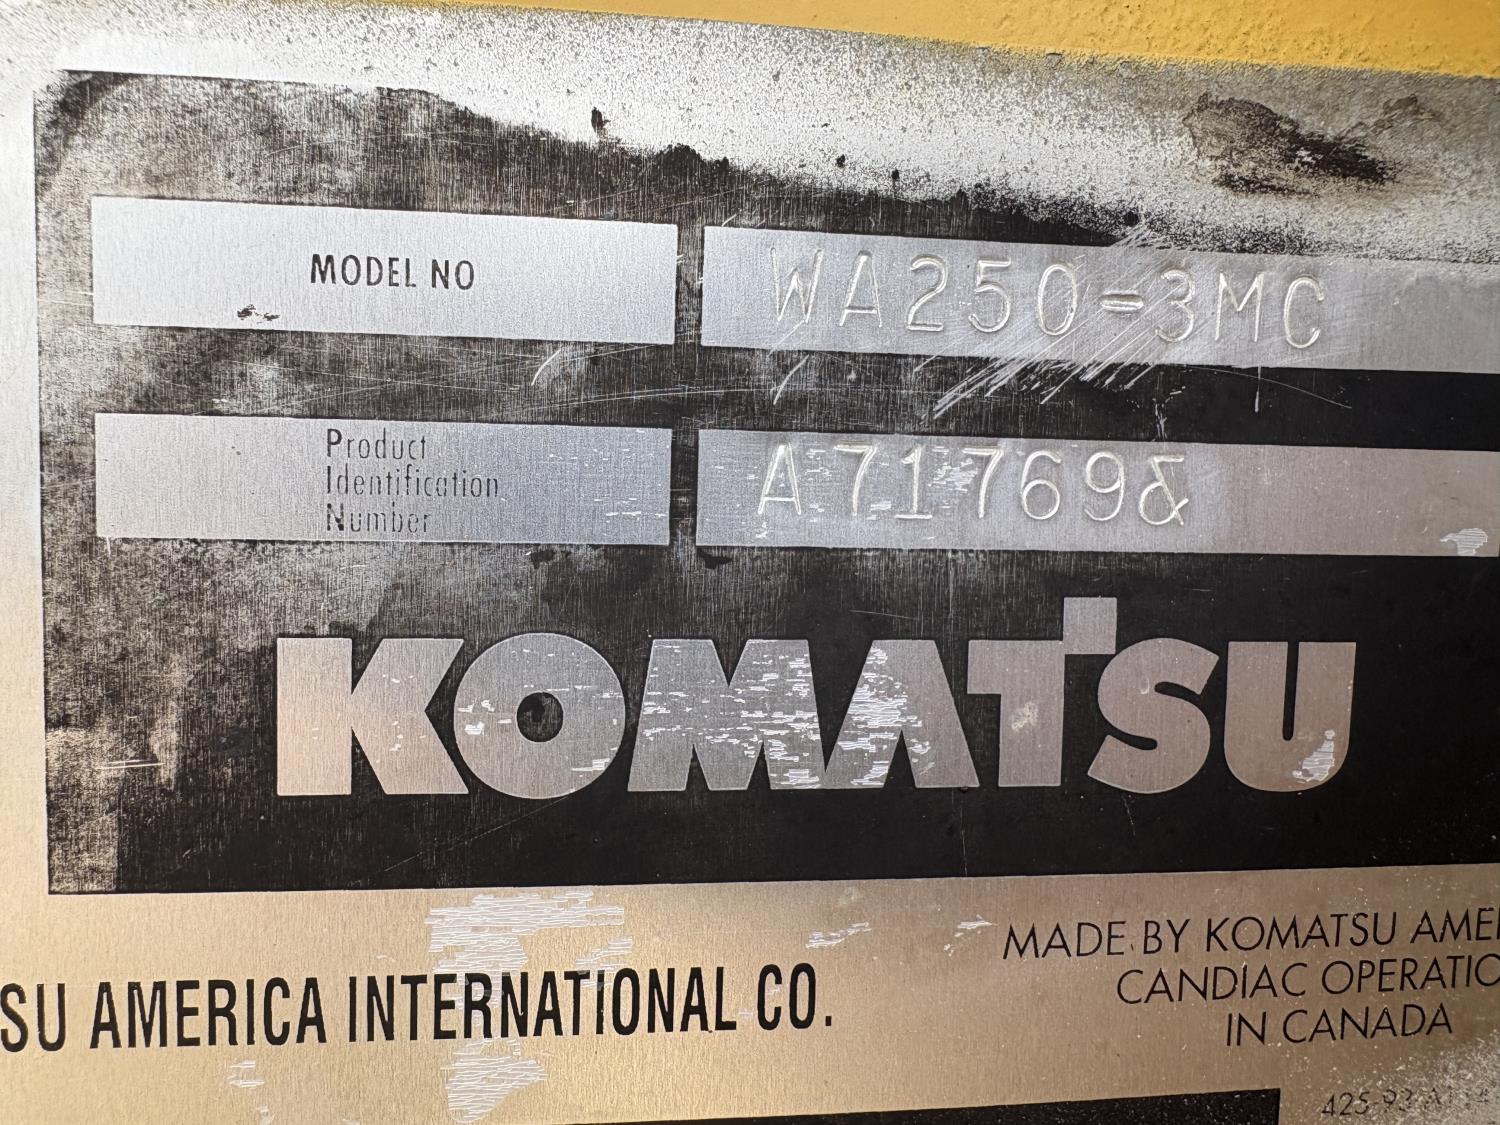 MODEL NO WA250-3MC
Product
Identification
Number
A71769&
KOMATSU
SU AMERICA INTERNATIONAL CO.
MADE BY KOMATSU AME
CANDIAC OPERATIO
IN CANADA